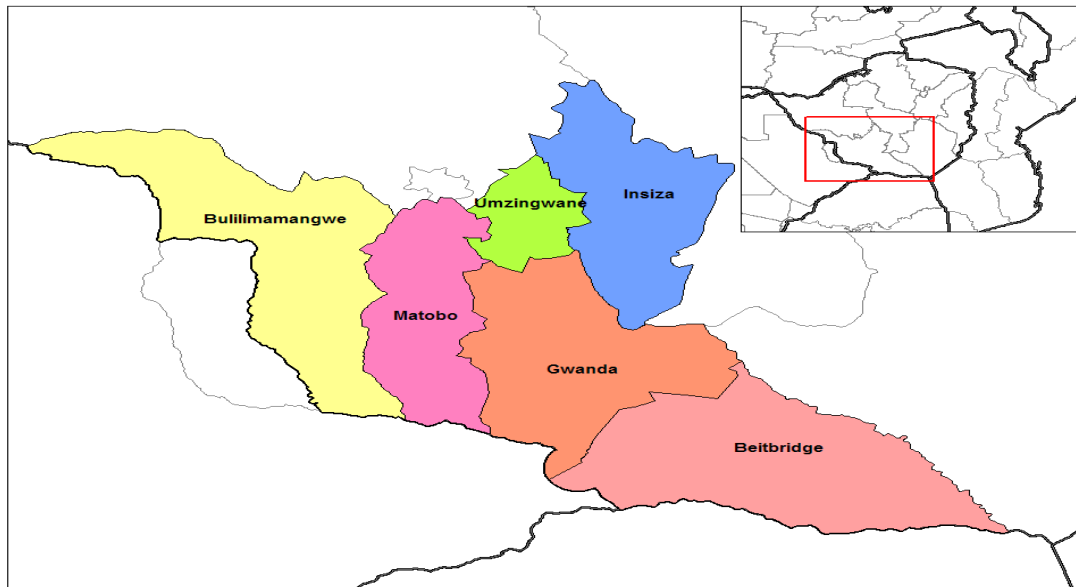 Insiza
Umzingwane
Bulilimamangwe
Matobo
Gwanda
Beitbridge